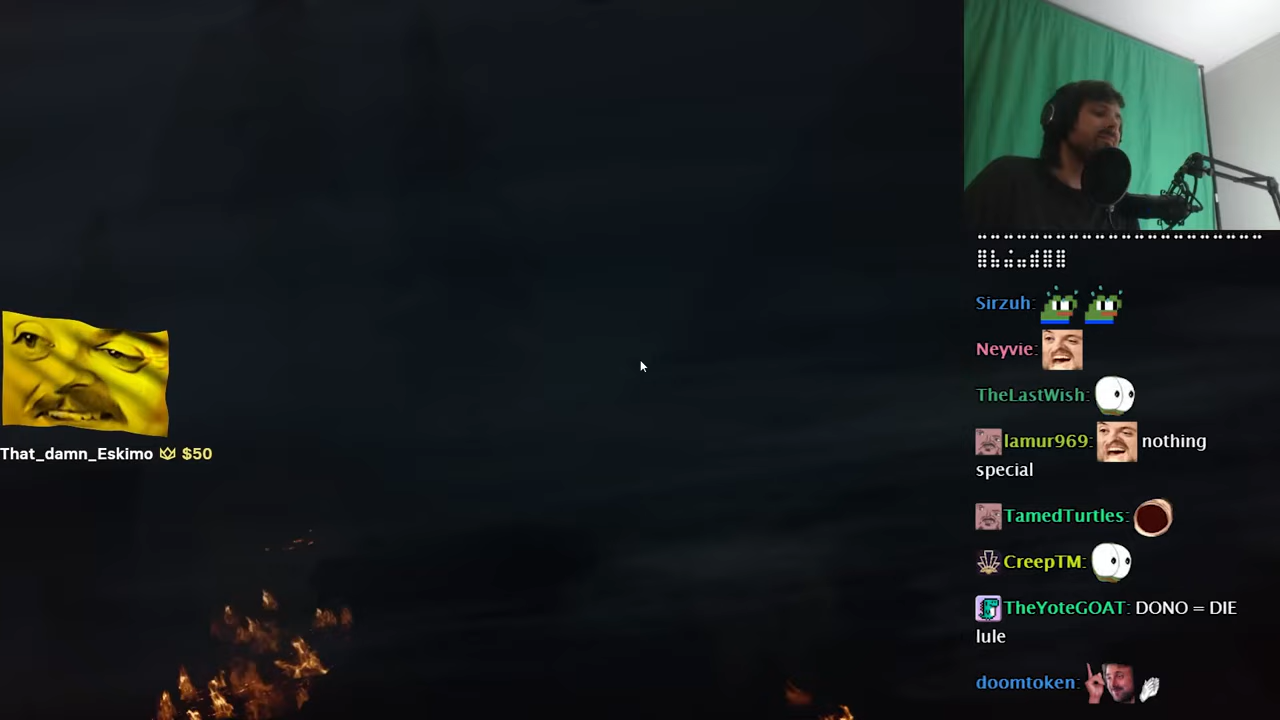 Sirzuh:
Neyvie:
TheLastWish:
That_damn_Eskimo $50
lamur969: nothing
special
TamedTurtles:
CreepTM:
TheYoteGOAT: DONO = DIE
lule
doomtoken: